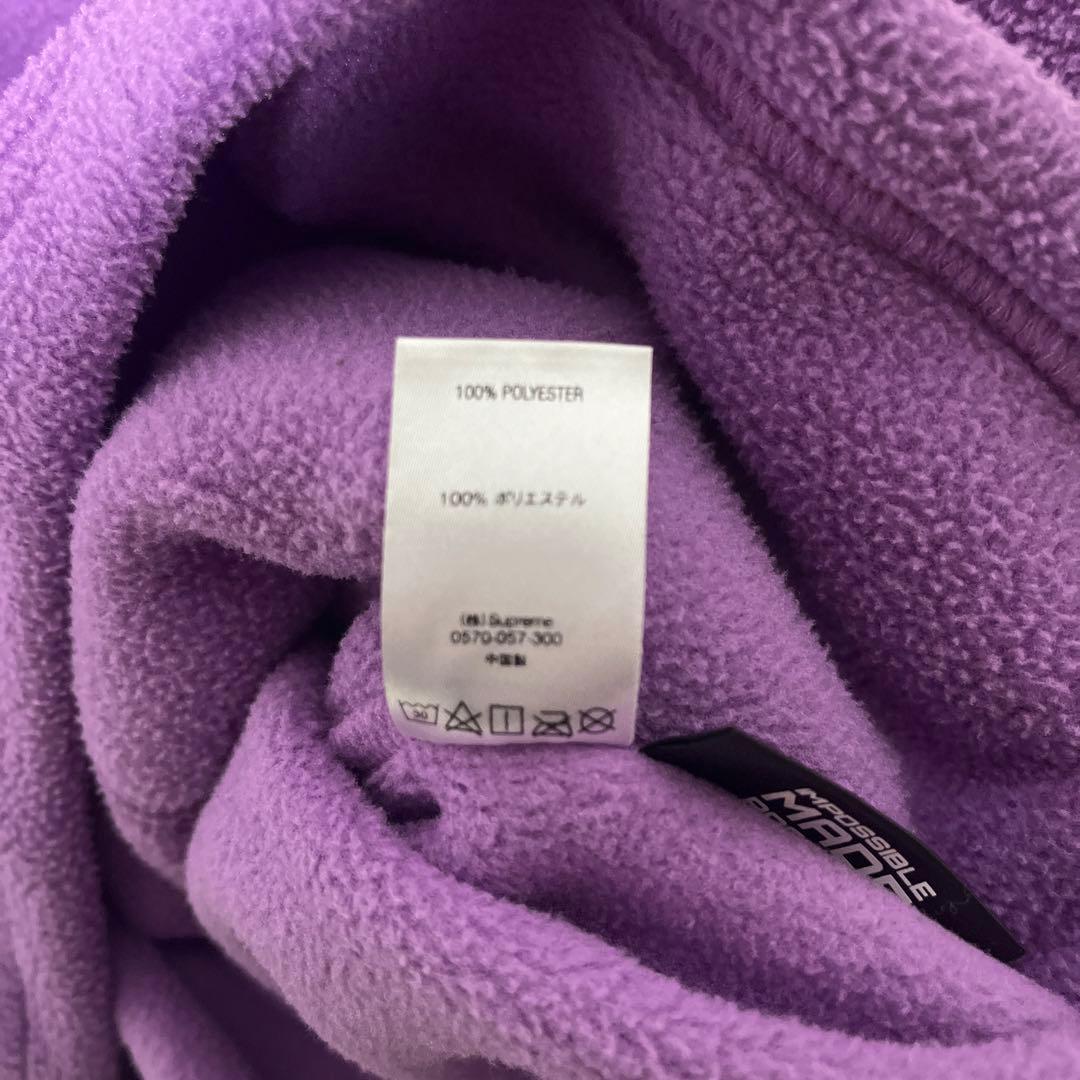 100% POLYESTER
100% ポリエステル
(株)Supreme
0570-057-300
中国製
30
IMPOSSIBLE
MADE